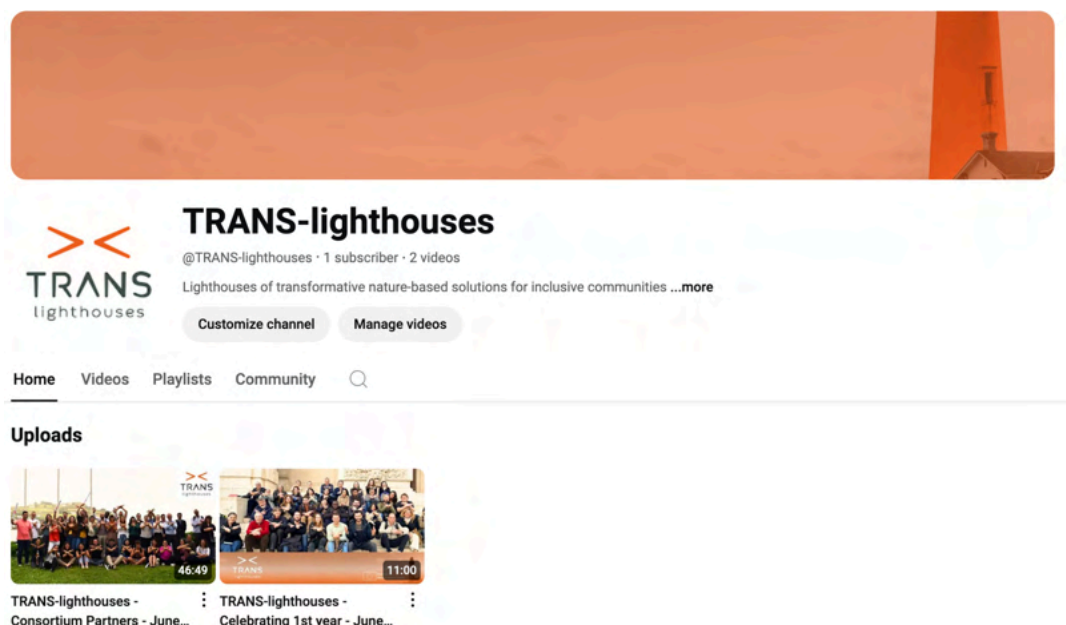 TRANS-lighthouses
@TRANS-lighthouses · 1 subscriber · 2 videos
Lighthouses of transformative nature-based solutions for inclusive communities ...more
Customize channel
Manage videos
TRANS
lighthouses
Home
Videos
Playlists
Community
Uploads
TRANS
lighthouses
46:49
TRANS
11:00
TRANS-lighthouses -
Consortium Partners - June...
TRANS-lighthouses -
Celebrating 1st year - June...